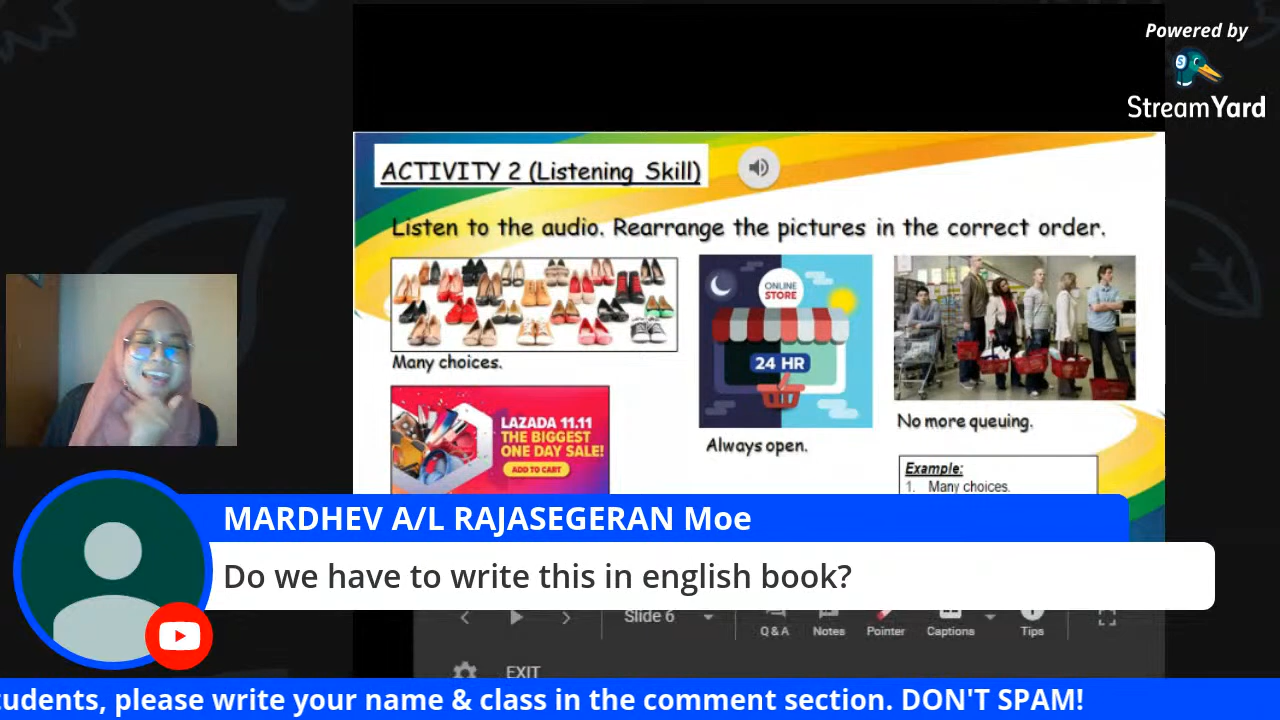 Powered by
StreamYard
ACTIVITY 2 (Listening Skill)
Listen to the audio. Rearrange the pictures in the correct order.
Many choices.
ONLINE
STORE
24 HR
Always open.
No more queuing.
LAZADA 11.11
THE BIGGEST
ONE DAY SALE!
ADD TO CART
Example:
1. Many choices.
MARDHEV A/L RAJASEGERAN Moe
Do we have to write this in english book?
Slide 6
Q & A
Notes
Pointer
Captions
Tips
EXIT
tudents, please write your name & class in the comment section. DON'T SPAM!